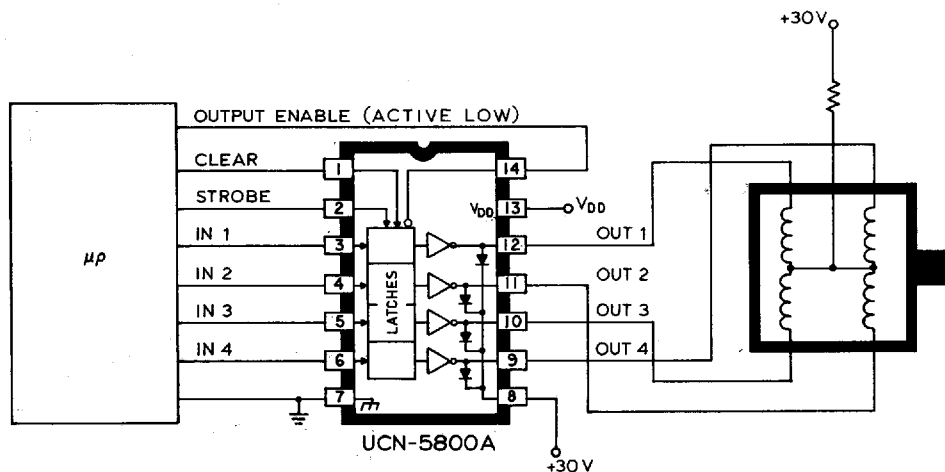 +30V
OUTPUT ENABLE (ACTIVE LOW)
CLEAR
STROBE
IN 1
IN 2
IN 3
IN 4
μp
1
2
3
4
5
6
7
LATCHES
14
VDD 13 VDD
12 OUT 1
11 OUT 2
10 OUT 3
9 OUT 4
8
UCN-5800A
+30V